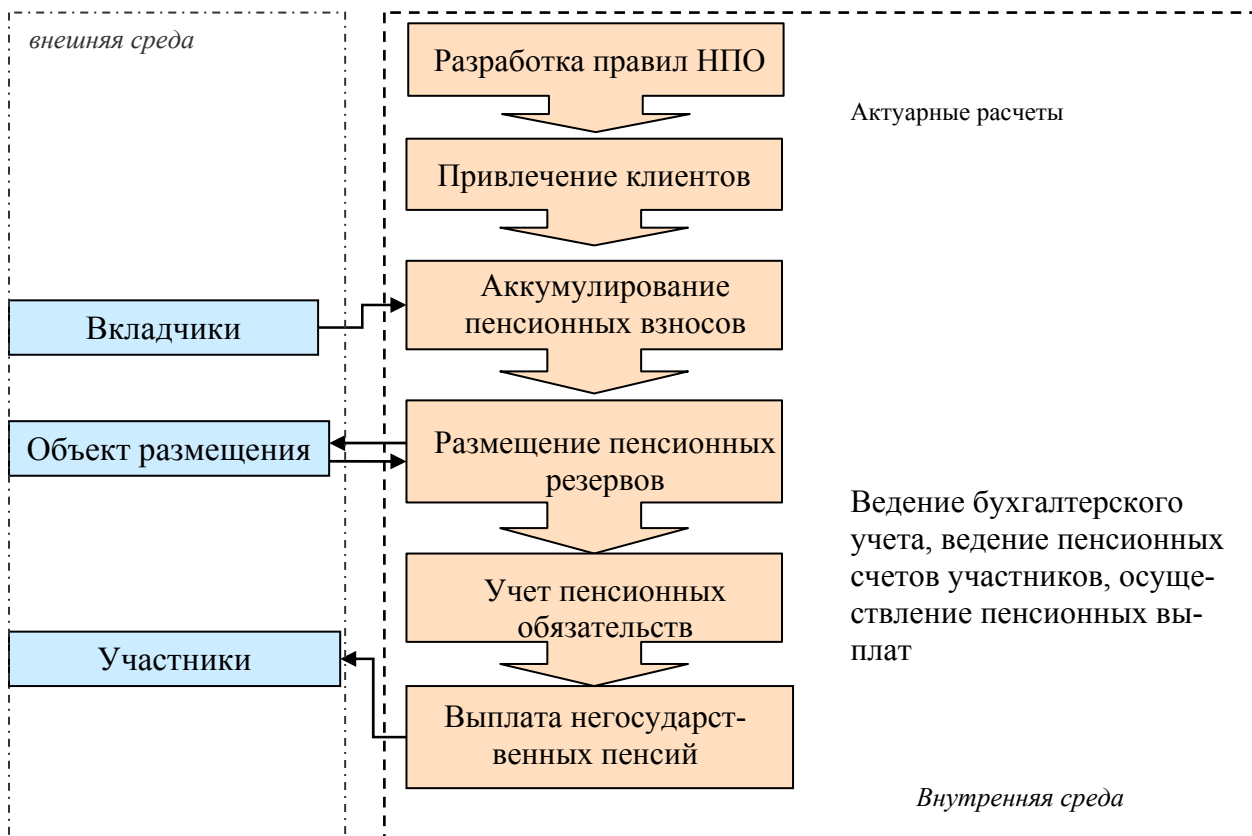 внешняя среда
Разработка правил НПО
Актуарные расчеты
Привлечение клиентов
Аккумулирование
пенсионных взносов
Вкладчики
Объект размещения
Размещение пенсионных
резервов
Ведение бухгалтерского
учета, ведение пенсионных
счетов участников, осуще-
ствление пенсионных вы-
плат
Учет пенсионных
обязательств
Участники
Выплата негосударст-
венных пенсий
Внутренняя среда